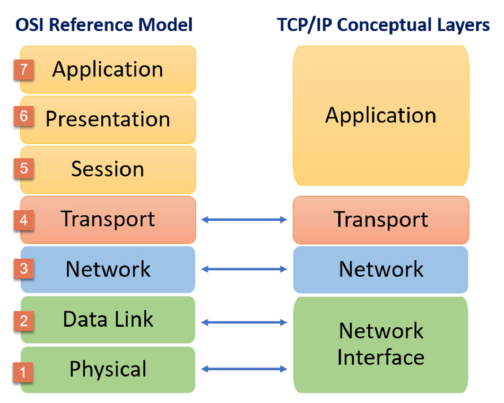 OSI Reference Model
TCP/IP Conceptual Layers
7 Application
6 Presentation
5 Session
Application
4 Transport
Transport
3 Network
Network
2 Data Link
1 Physical
Network
Interface